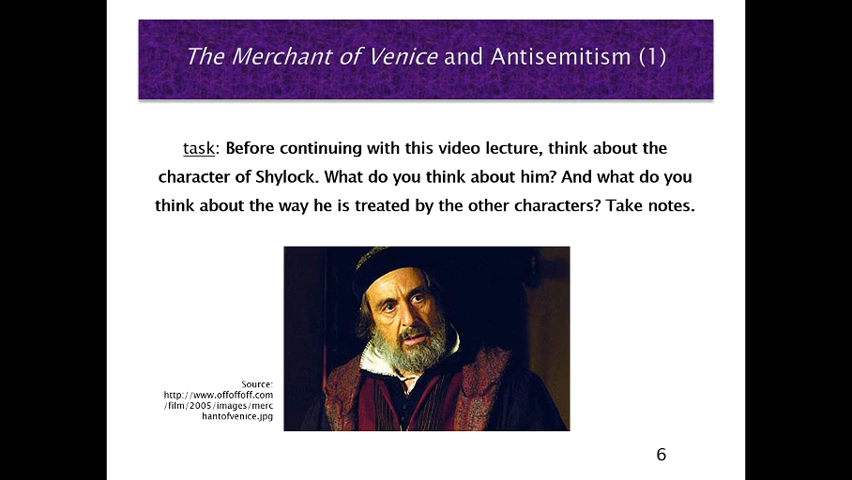 The Merchant of Venice and Antisemitism (1)
task: Before continuing with this video lecture, think about the
character of Shylock. What do you think about him? And what do you
think about the way he is treated by the other characters? Take notes.
Source:
http://www.offoffoff.com
/film/2005/images/merc
hantofvenice.jpg
6